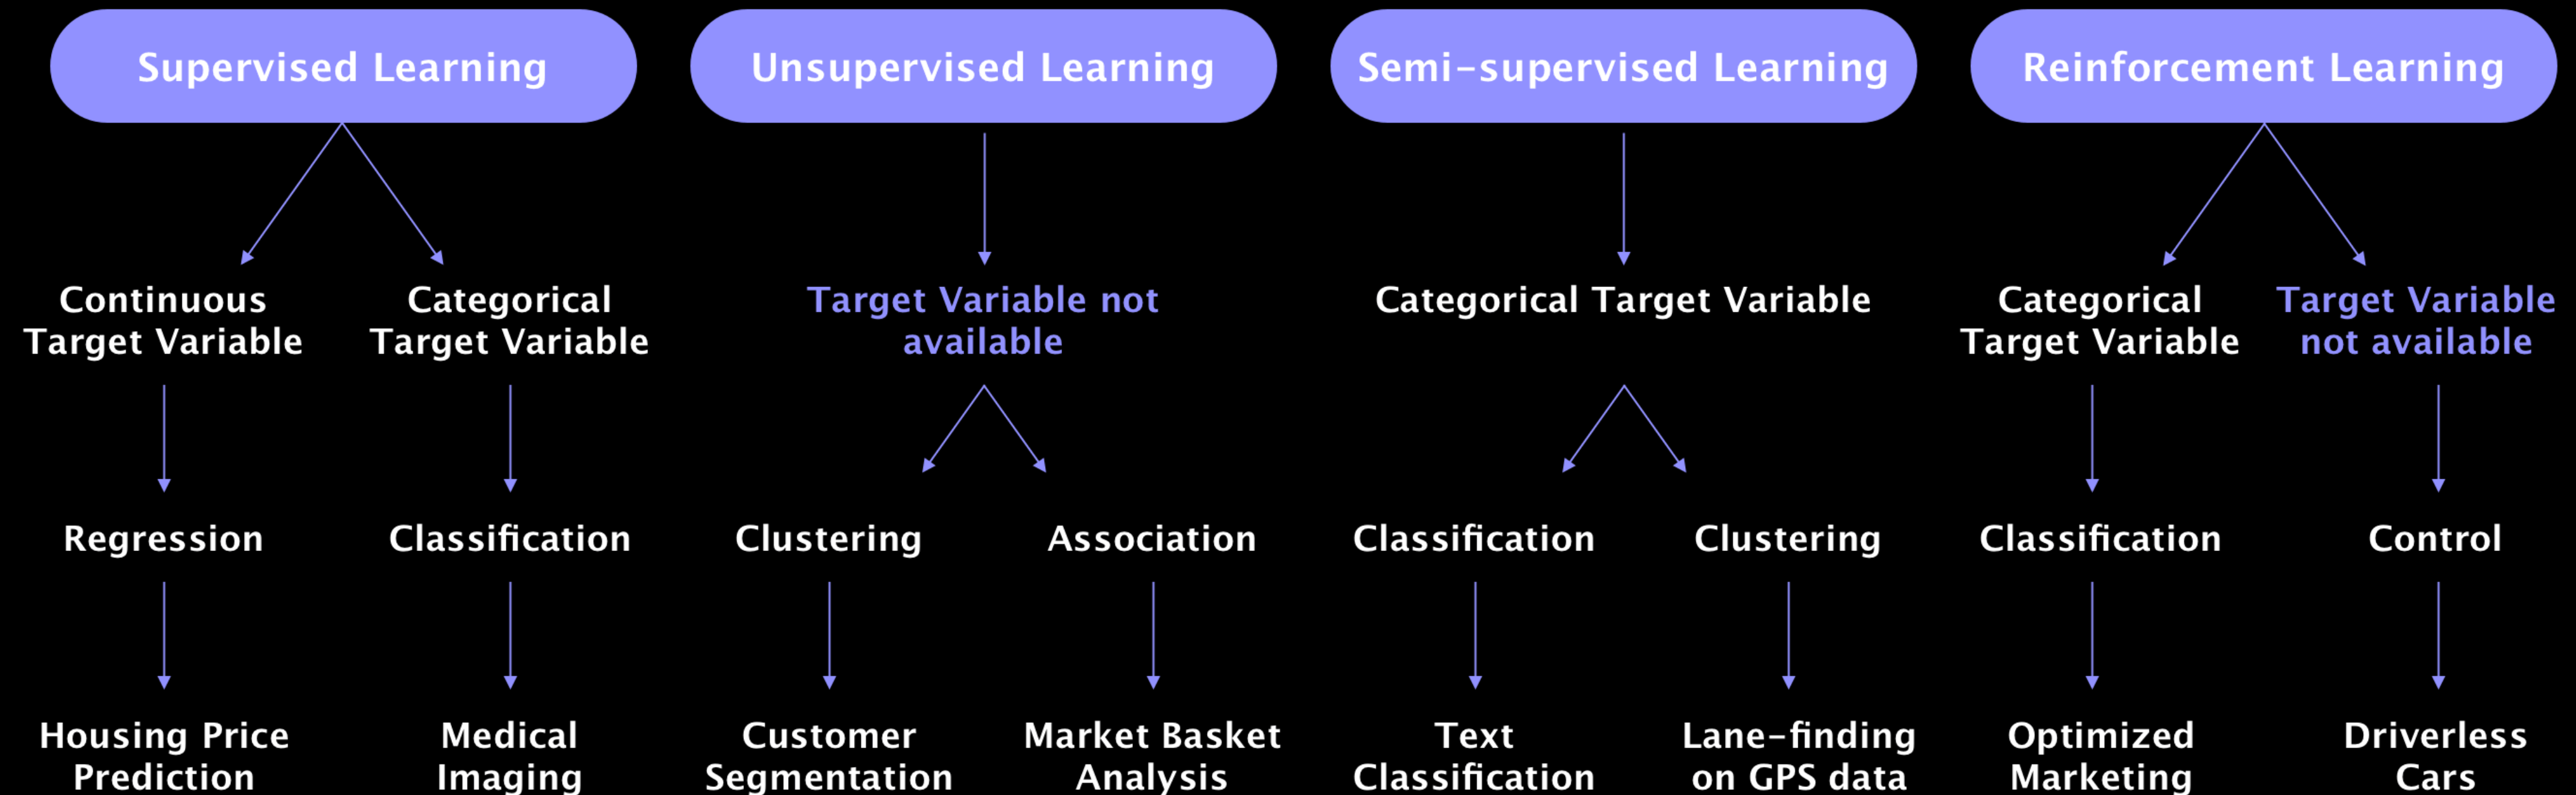 Supervised Learning
Unsupervised Learning
Semi-supervised Learning
Reinforcement Learning
Continuous
Target Variable
Categorical
Target Variable
Target Variable not
available
Categorical Target Variable
Categorical
Target Variable
Target Variable
not available
Regression
Classification
Clustering
Association
Classification
Clustering
Classification
Control
Housing Price
Prediction
Medical
Imaging
Customer
Segmentation
Market Basket
Analysis
Text
Classification
Lane-finding
on GPS data
Optimized
Marketing
Driverless
Cars